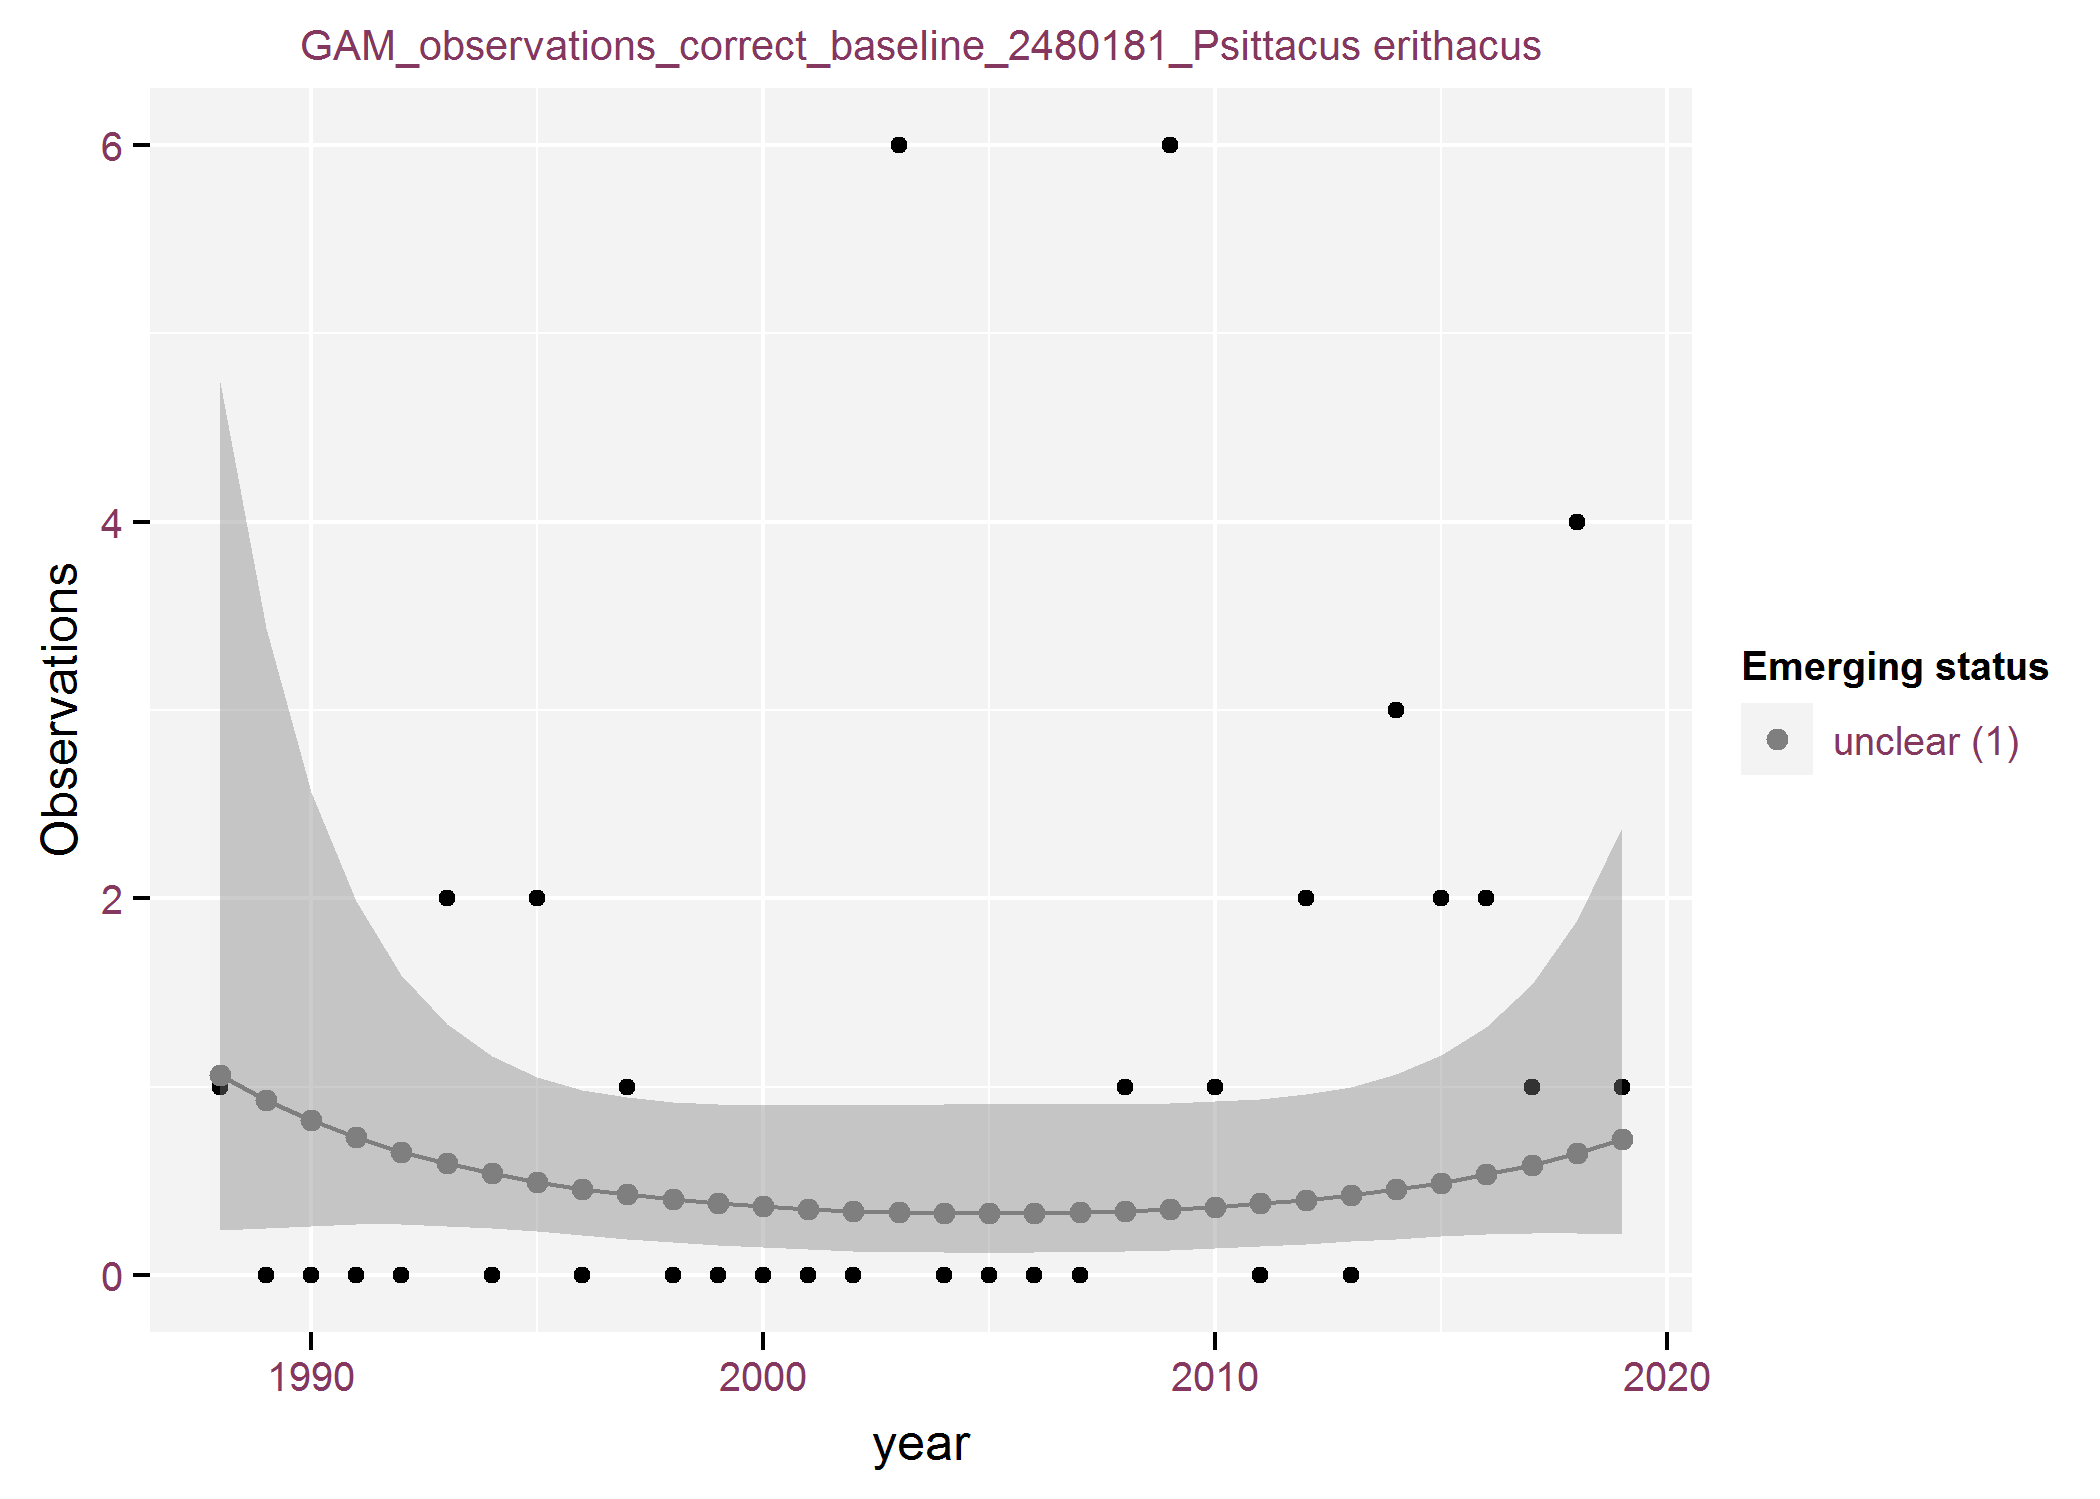 GAM_observations_correct_baseline_2480181_Psittacus erithacus
6
4
2
0
Observations
1990
2000
2010
2020
year
Emerging status
unclear (1)